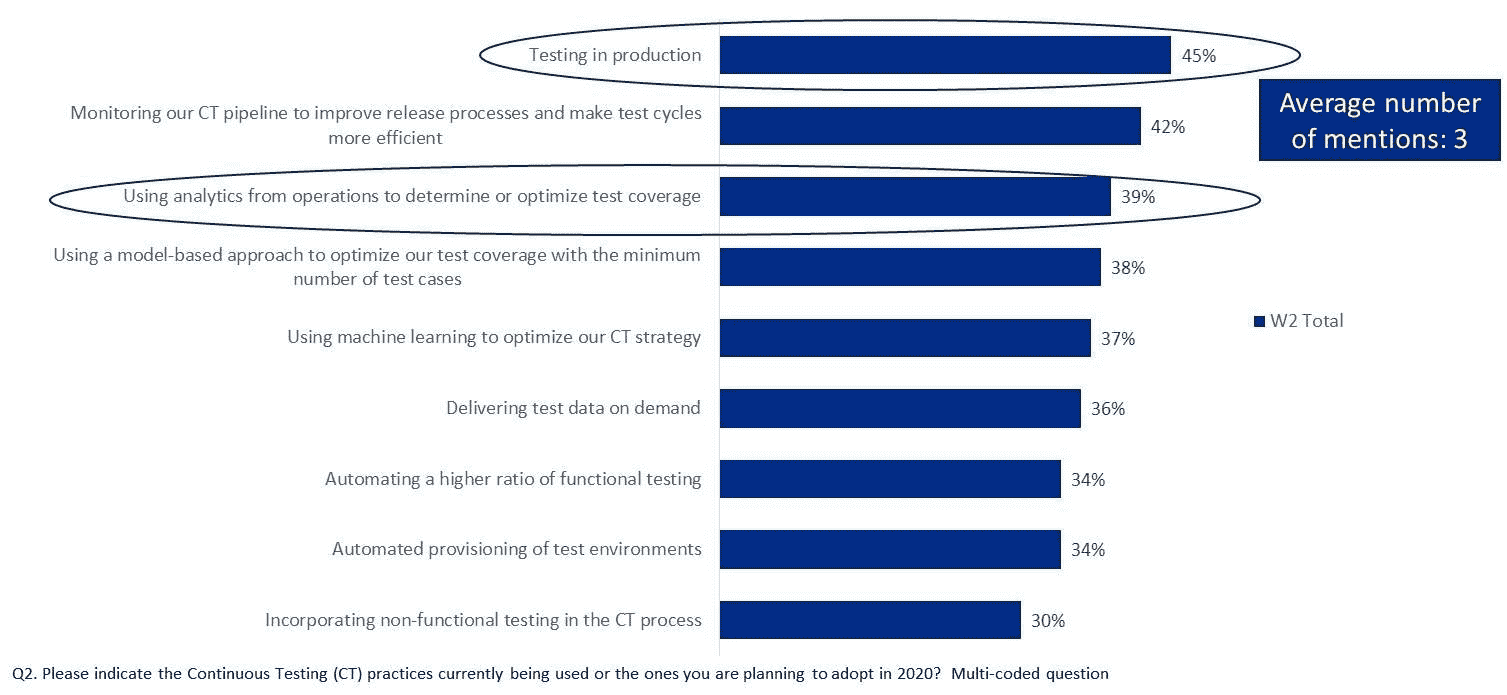 Testing in production
45%
Average number
of mentions: 3
Monitoring our CT pipeline to improve release processes and make test cycles
more efficient
42%
Using analytics from operations to determine or optimize test coverage
39%
Using a model-based approach to optimize our test coverage with the minimum
number of test cases
38%
Using machine learning to optimize our CT strategy
37%
W2 Total
Delivering test data on demand
36%
Automating a higher ratio of functional testing
34%
Automated provisioning of test environments
34%
Incorporating non-functional testing in the CT process
30%
Q2. Please indicate the Continuous Testing (CT) practices currently being used or the ones you are planning to adopt in 2020?  Multi-coded question